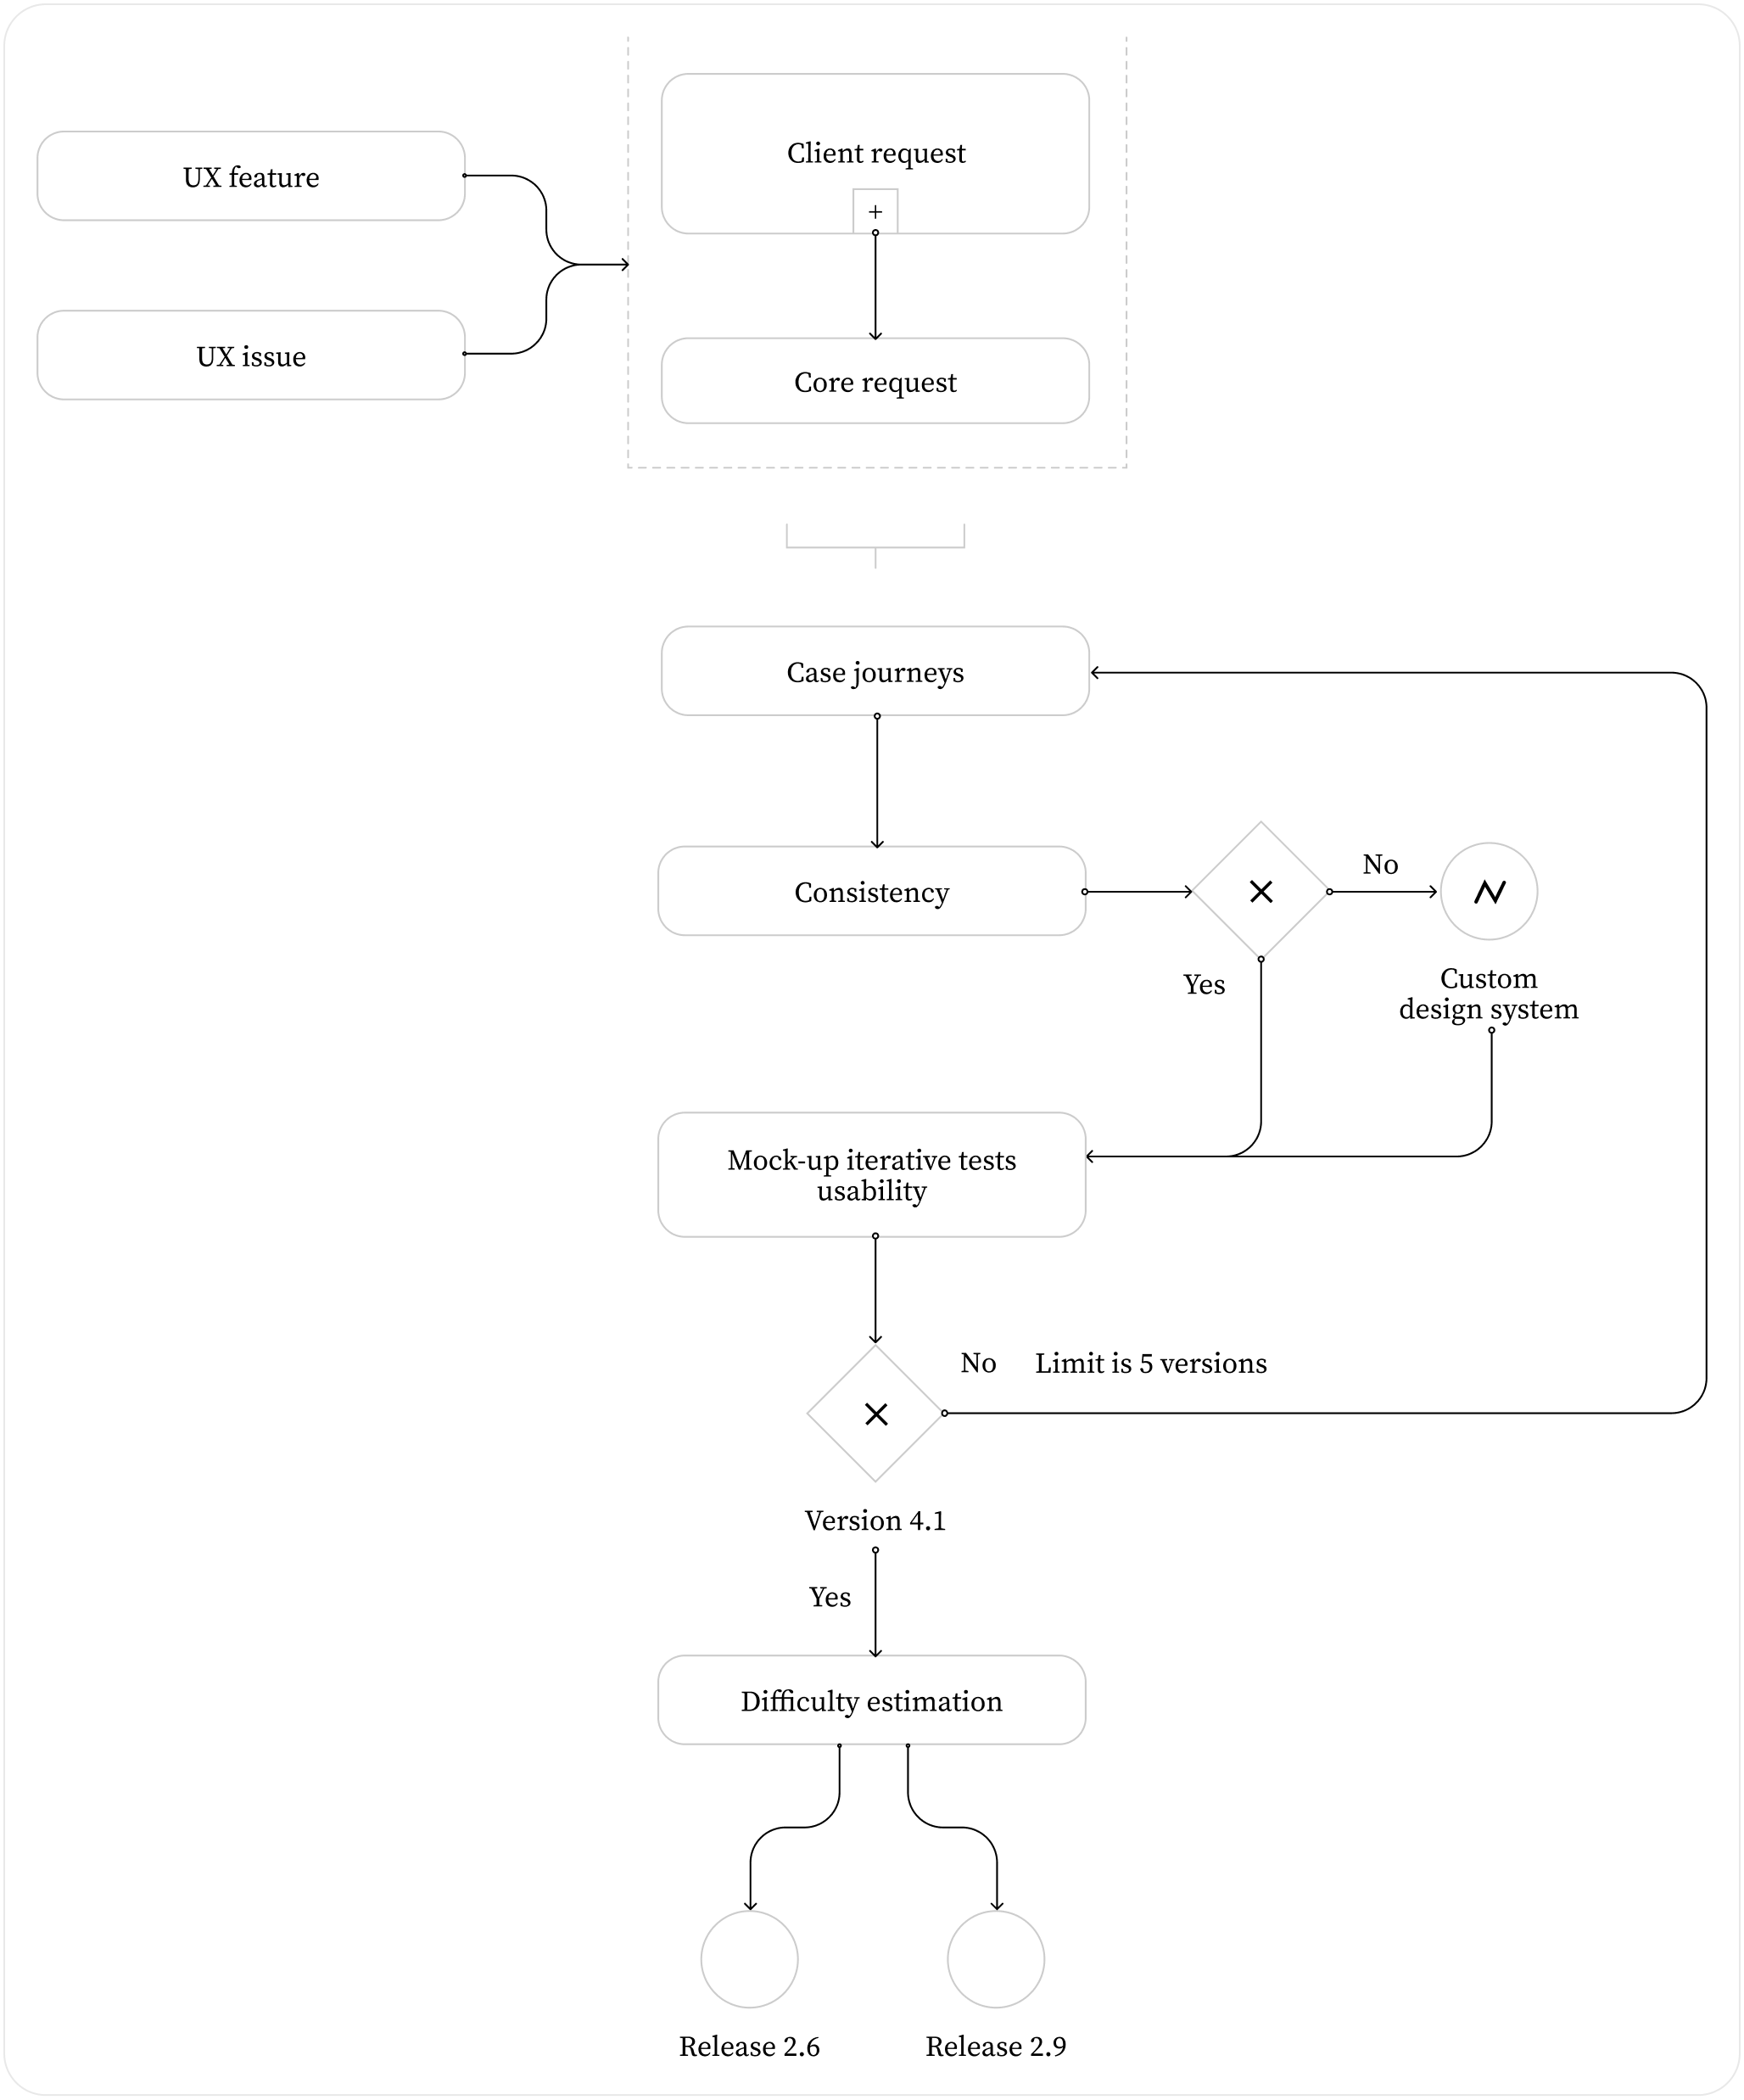 Client request
+
UX feature
UX issue
Core request
Case journeys
Consistency
No
Yes
Custom
design system
Mock-up iterative tests
usability
No
Limit is 5 versions
Version 4.1
Yes
Difficulty estimation
Release 2.6
Release 2.9